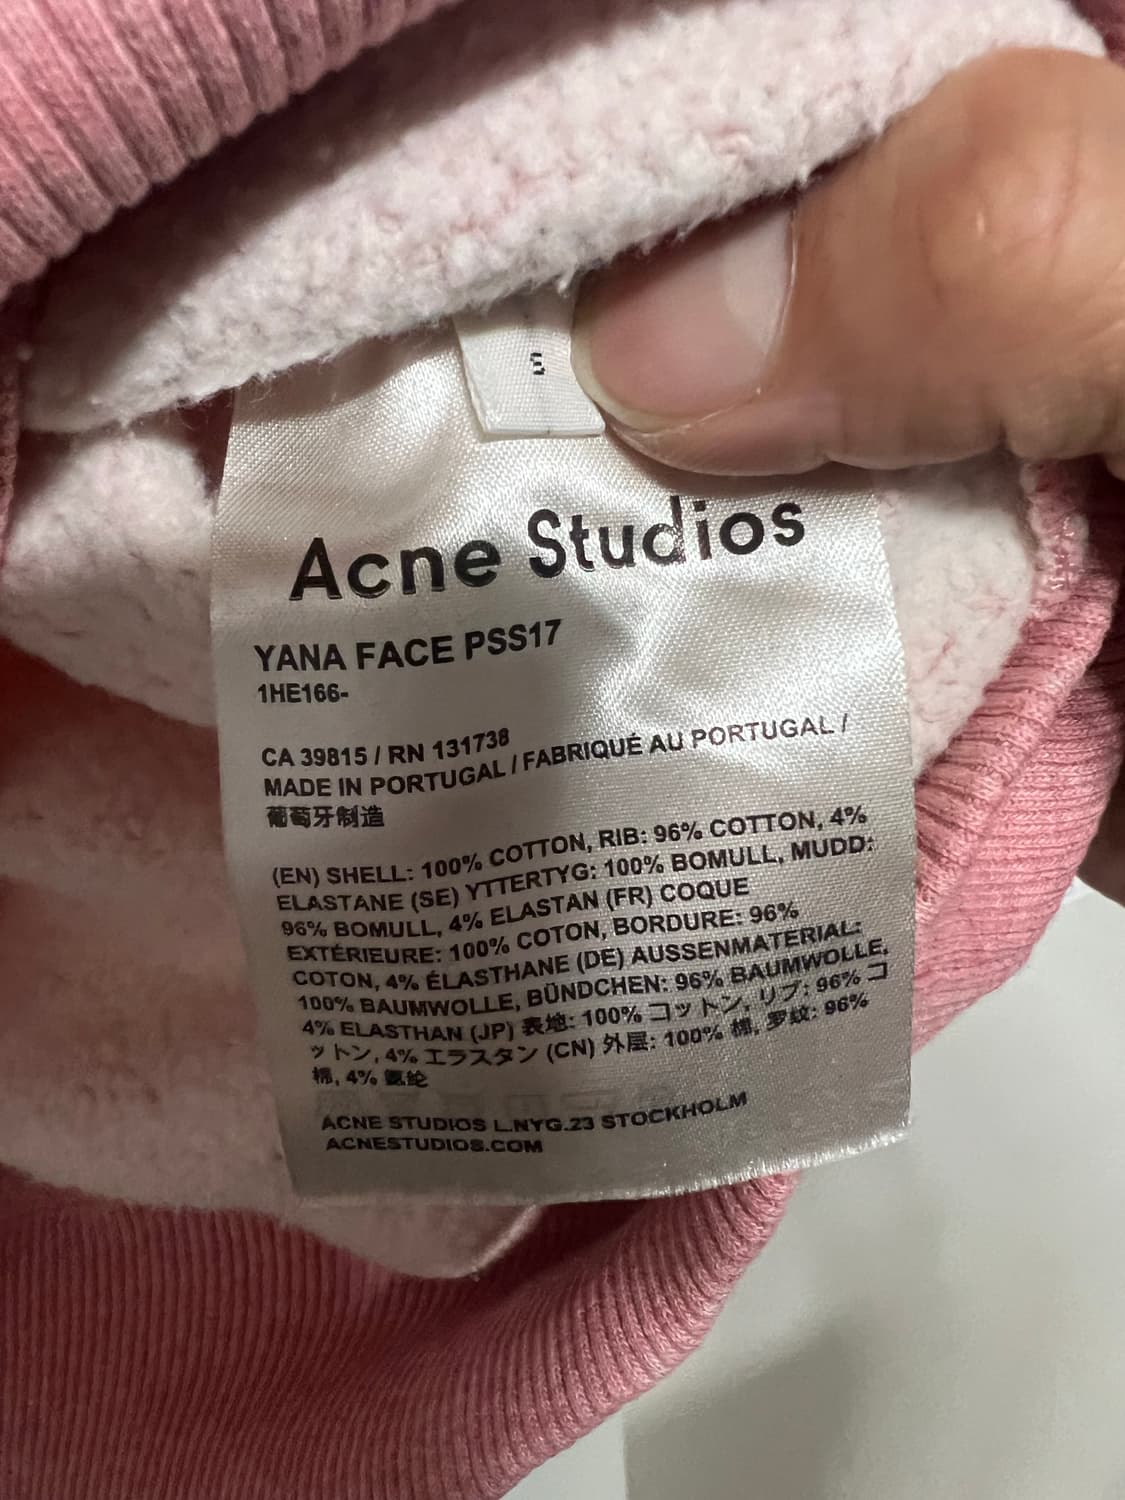 S
Acne Studios
YANA FACE PSS17
1HE166-
CA 39815 / RN 131738
MADE IN PORTUGAL / FABRIQUÉ AU PORTUGAL /
葡萄牙制造
(EN) SHELL: 100% COTTON, RIB: 96% COTTON, 4%
ELASTANE (SE) YTTERTYG: 100% BOMULL, MUDD:
96% BOMULL, 4% ELASTAN (FR) COQUE
EXTÉRIEURE: 100% COTON, BORDURE: 96%
COTON, 4% ÉLASTHANE (DE) AUSSENMATERIAL:
100% BAUMWOLLE, BÜNDCHEN: 96% BAUMWOLLE,
4% ELASTHAN (JP) 表地: 100% コットン, リブ: 96% コ
ットン, 4% エラスタン (CN) 外层: 100% 棉, 罗纹: 96%
棉, 4% 氨纶
ACNE STUDIOS L.NYG.23 STOCKHOLM
ACNESTUDIOS.COM